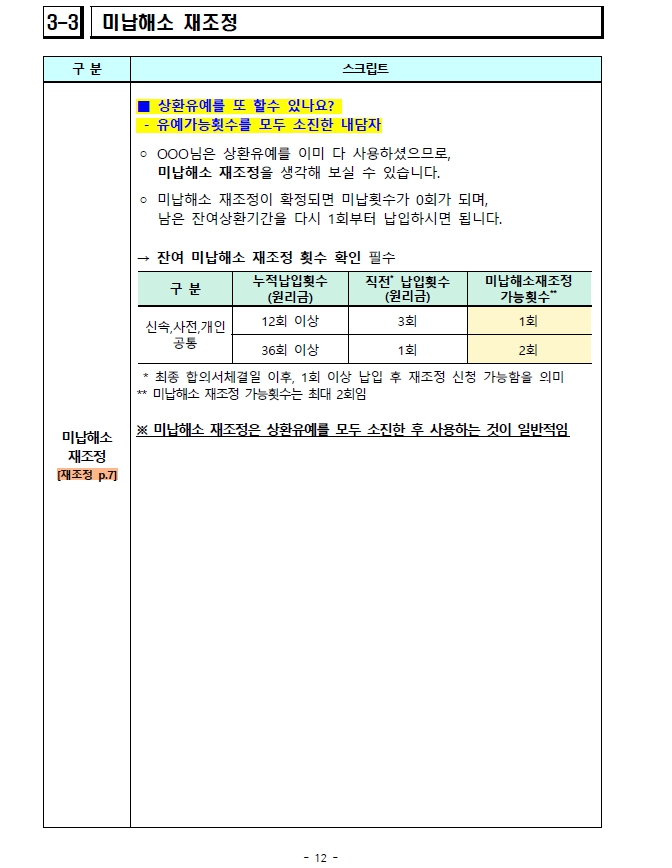 3-3 미납해소 재조정
구 분 스크립트
■ 상환유예를 또 할수 있나요?
- 유예가능횟수를 모두 소진한 내담자
○ OOO님은 상환유예를 이미 다 사용하셨으므로,
미납해소 재조정을 생각해 보실 수 있습니다.
○ 미납해소 재조정이 확정되면 미납횟수가 0회가 되며,
남은 잔여상환기간을 다시 1회부터 납입하시면 됩니다.
→ 잔여 미납해소 재조정 횟수 확인 필수
구 분 누적납입횟수 (원리금) 직전* 납입횟수 (원리금) 미납해소재조정 가능횟수**
신속,사전,개인 공통 12회 이상 3회 1회
36회 이상 1회 2회
* 최종 합의서체결일 이후, 1회 이상 납입 후 재조정 신청 가능함을 의미
** 미납해소 재조정 가능횟수는 최대 2회임
※ 미납해소 재조정은 상환유예를 모두 소진한 후 사용하는 것이 일반적임
미납해소
재조정
[재조정 p.7]
- 12 -